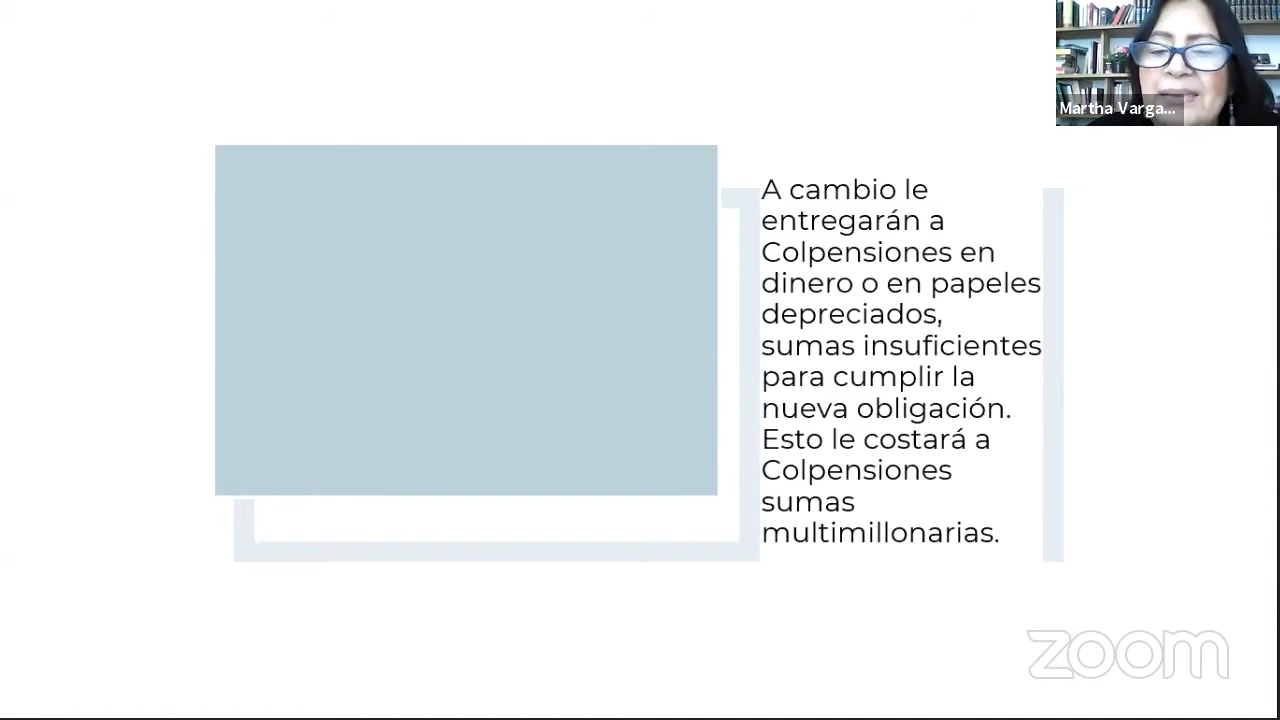 Martha Varga...
A cambio le
entregarán a
Colpensiones en
dinero o en papeles
depreciados,
sumas insuficientes
para cumplir la
nueva obligación.
Esto le costará a
Colpensiones
sumas
multimillonarias.
zoom